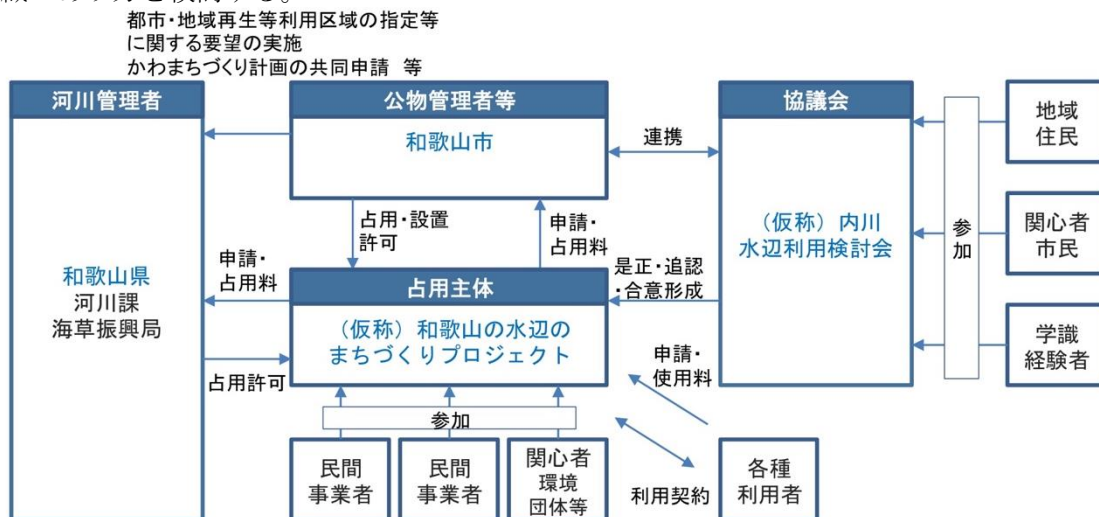 都市・地域再生等利用区域の指定等
に関する要望の実施
かわまちづくり計画の共同申請 等
河川管理者
公物管理者等
協議会
和歌山市
連携
地域
住民
占用・設置
許可
申請・
占用料
(仮称)内川
水辺利用検討会
参
加
関心者
市民
和歌山県
河川課
海草振興局
申請・
占用料
占用主体
是正・追認
・合意形成
(仮称)和歌山の水辺の
まちづくりプロジェクト
占用許可
申請・
使用料
学識
経験者
参加
民間
事業者
民間
事業者
関心者
環境
団体等
利用契約
各種
利用者